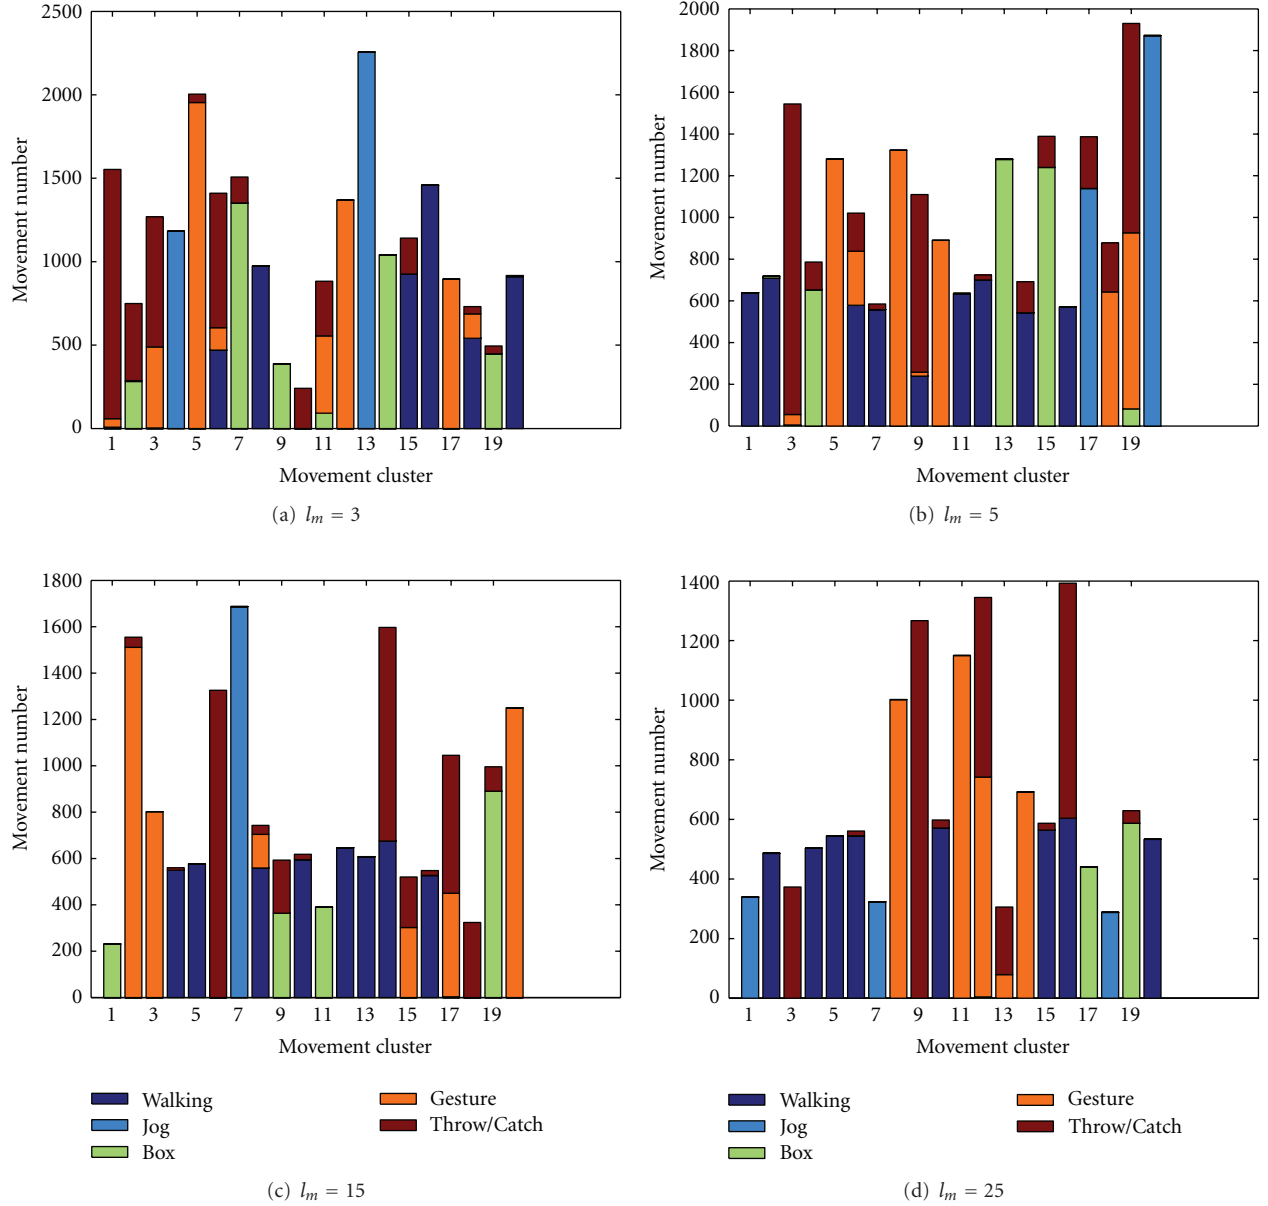 2500
2000
1500
1000
500
0
Movement number
1 3 5 7 9 11 13 15 17 19
Movement cluster
(a) l_m = 3
2000
1800
1600
1400
1200
1000
800
600
400
200
0
Movement number
1 3 5 7 9 11 13 15 17 19
Movement cluster
(b) l_m = 5
1800
1600
1400
1200
1000
800
600
400
200
0
Movement number
1 3 5 7 9 11 13 15 17 19
Movement cluster
Walking
Jog
Box
Gesture
Throw/Catch
(c) l_m = 15
1400
1200
1000
800
600
400
200
0
Movement number
1 3 5 7 9 11 13 15 17 19
Movement cluster
Walking
Jog
Box
Gesture
Throw/Catch
(d) l_m = 25